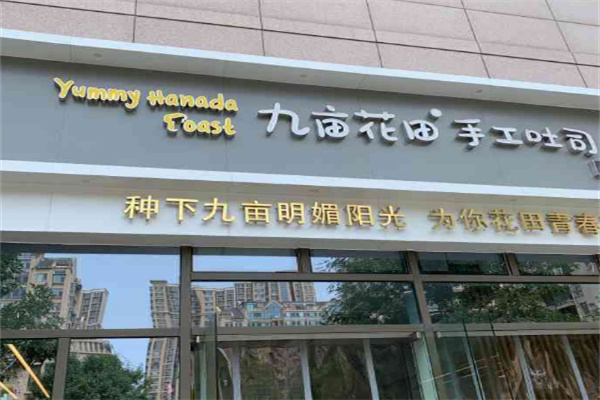 Yummy Hanada
Toast
九亩花田 手工吐司
种下九亩明媚阳光 为你花田青春